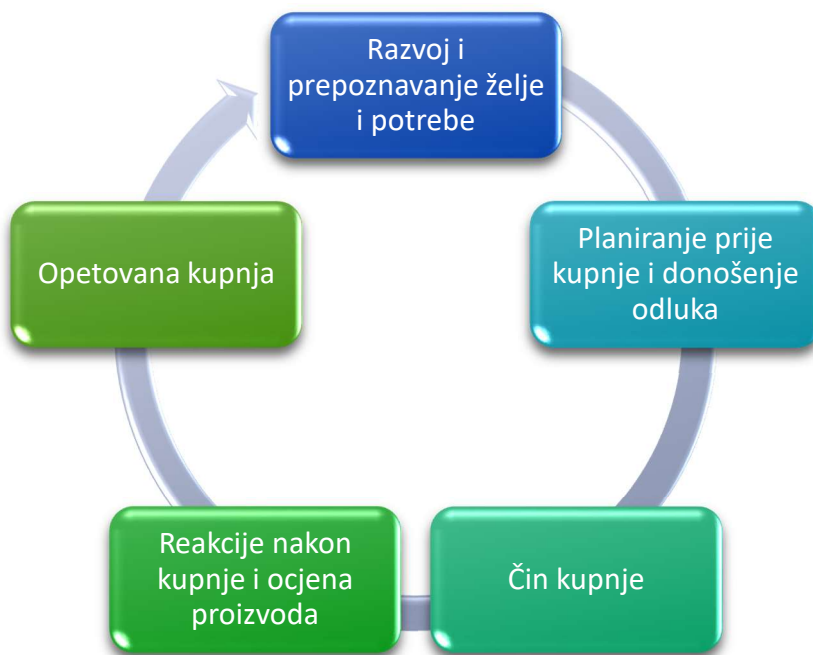 Razvoj i
prepoznavanje želje
i potrebe
Planiranje prije
kupnje i donošenje
odluka
Čin kupnje
Reakcije nakon
kupnje i ocjena
proizvoda
Opetovana kupnja